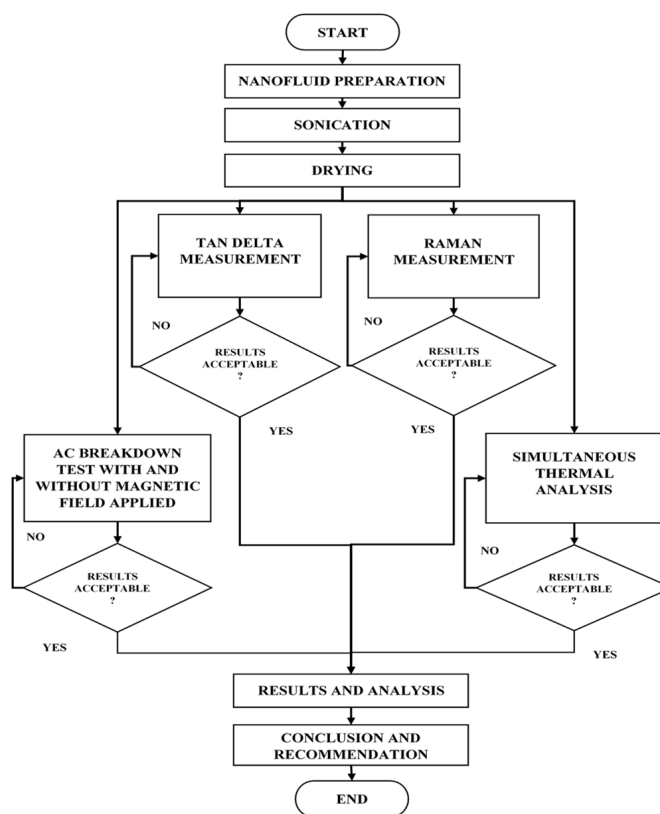 START
NANOFLUID PREPARATION
SONICATION
DRYING
TAN DELTA
MEASUREMENT
RAMAN
MEASUREMENT
NO
NO
RESULTS
ACCEPTABLE
?
RESULTS
ACCEPTABLE
?
YES
YES
AC BREAKDOWN
TEST WITH AND
WITHOUT MAGNETIC
FIELD APPLIED
SIMULTANEOUS
THERMAL
ANALYSIS
NO
NO
RESULTS
ACCEPTABLE
?
RESULTS
ACCEPTABLE
?
YES
YES
RESULTS AND ANALYSIS
CONCLUSION AND
RECOMMENDATION
END